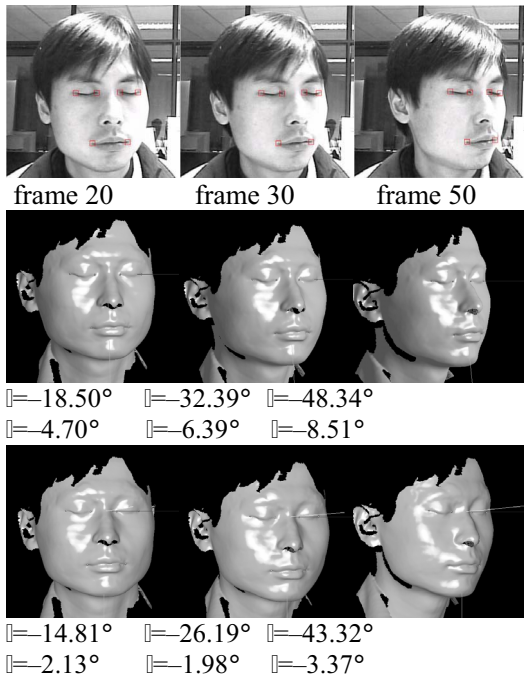 frame 20 frame 30 frame 50
▯=–18.50° ▯=–32.39° ▯=–48.34°
▯=–4.70° ▯=–6.39° ▯=–8.51°
▯=–14.81° ▯=–26.19° ▯=–43.32°
▯=–2.13° ▯=–1.98° ▯=–3.37°